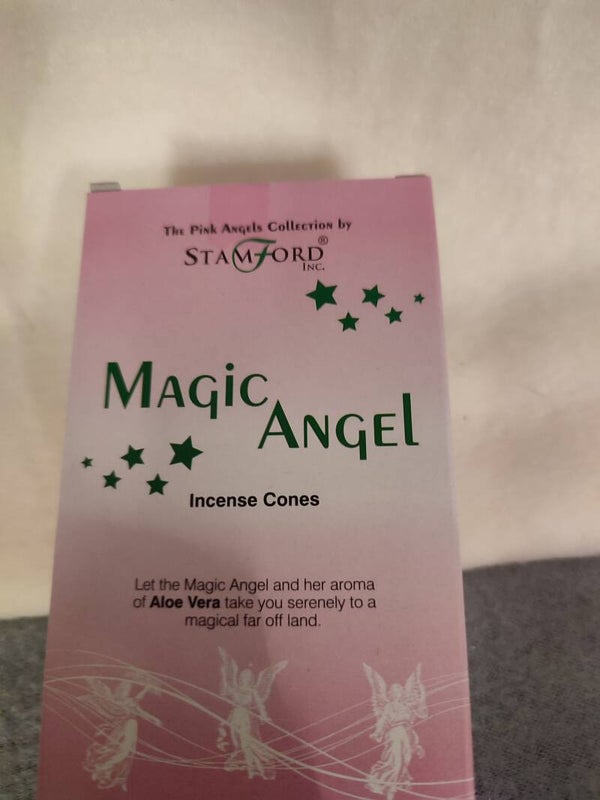 The Pink Angels Collection by
STAMFORD®
INC.
Magic
Angel
Incense Cones
Let the Magic Angel and her aroma
of Aloe Vera take you serenely to a
magical far off land.